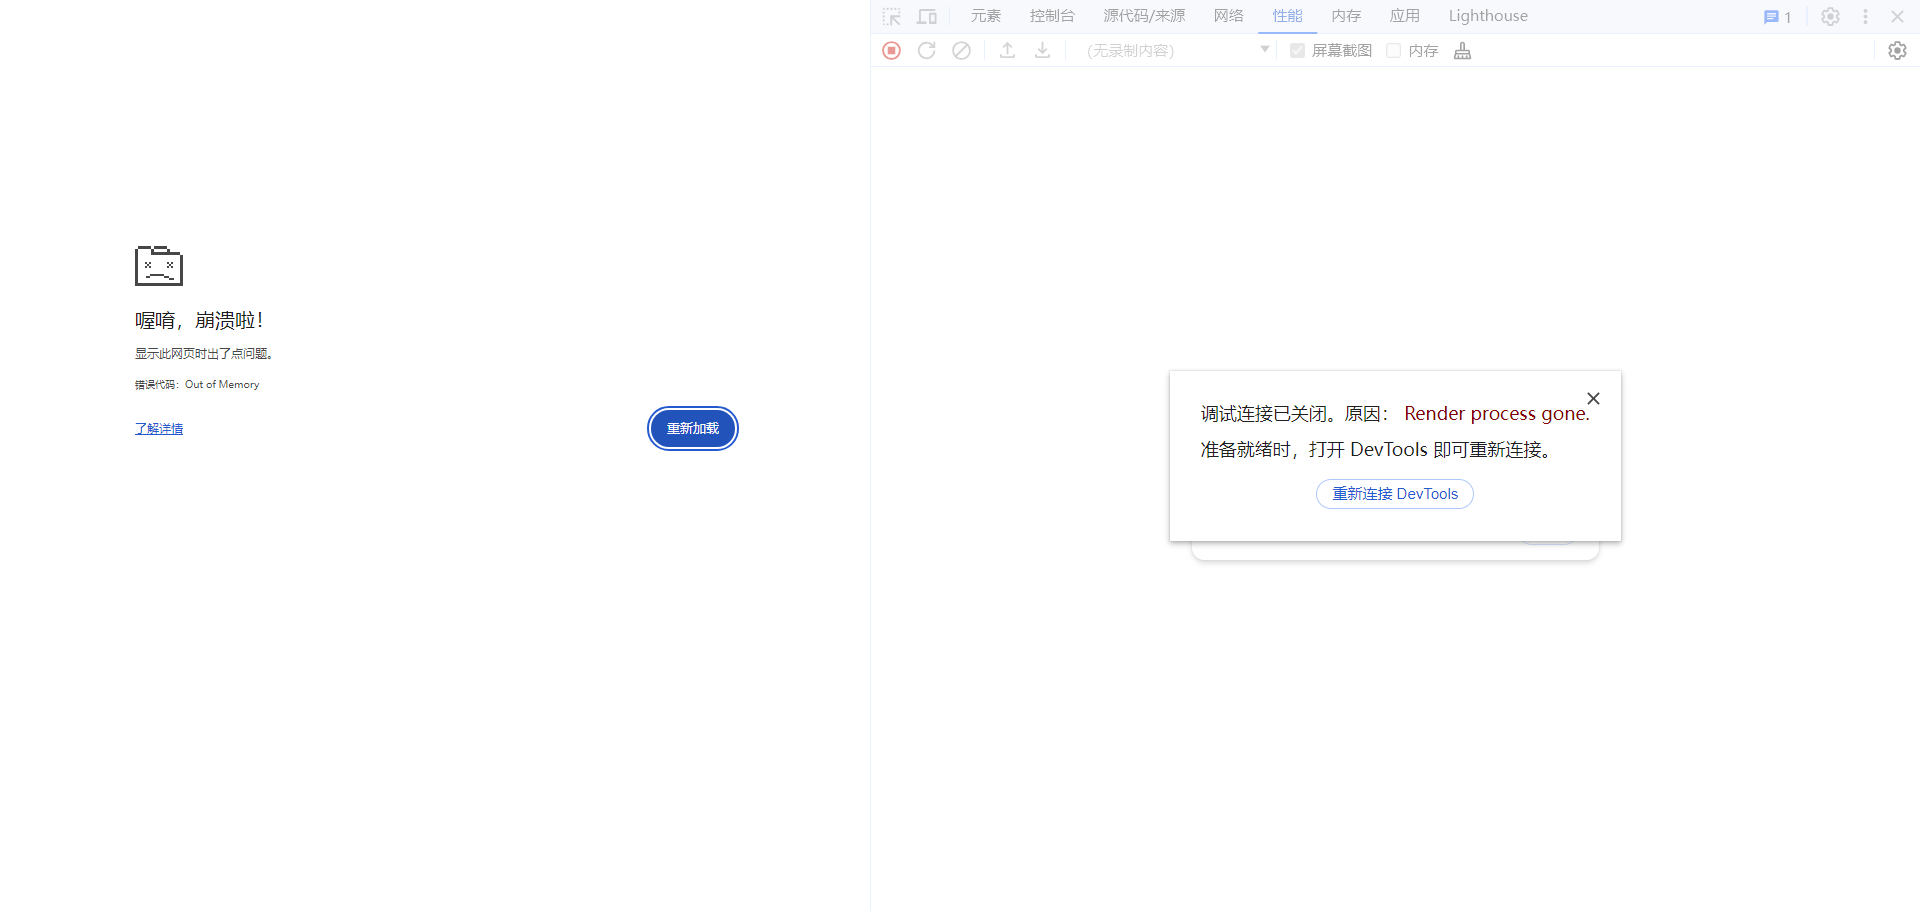 元素 控制台 源代码/来源 网络 性能 内存 应用 Lighthouse 1
(无录制内容) 屏幕截图 内存
喔唷，崩溃啦！
显示此网页时出了点问题。
错误代码：Out of Memory
了解详情
重新加载
调试连接已关闭。原因： Render process gone.
准备就绪时，打开 DevTools 即可重新连接。
重新连接 DevTools